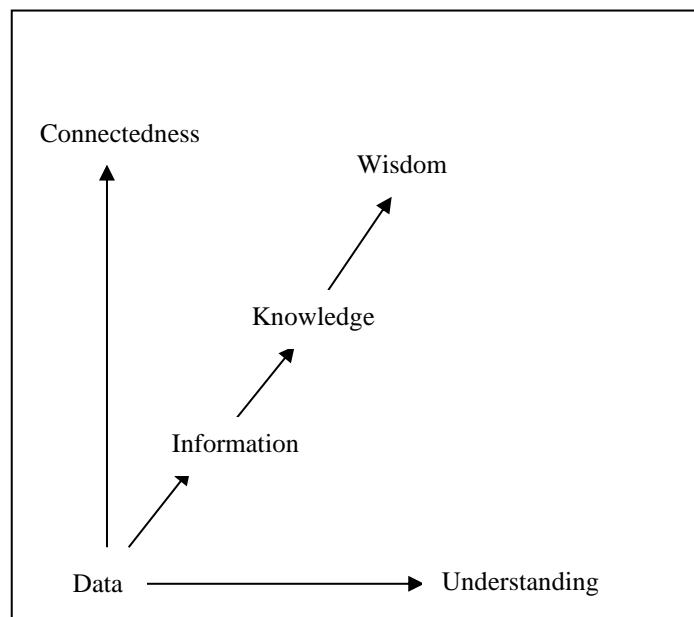 Connectedness
Wisdom
Knowledge
Information
Data
Understanding